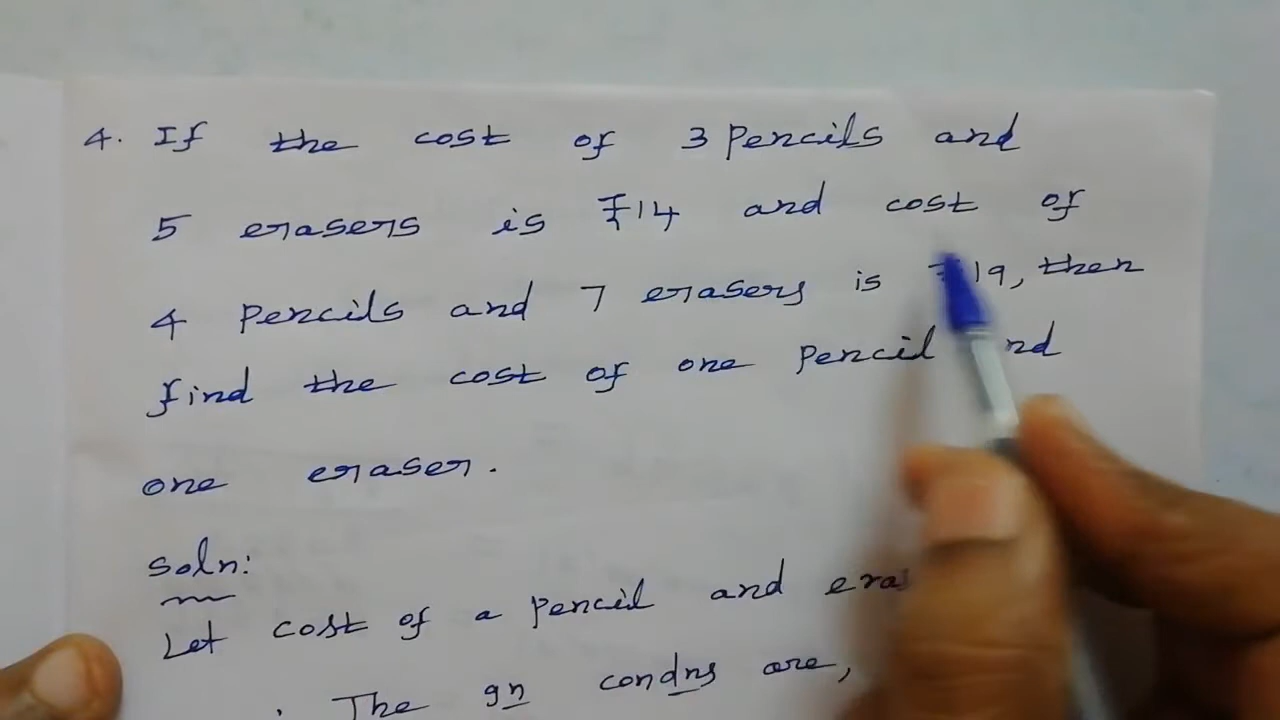 4. If the cost of 3 Pencils and
5 erasers is ₹14 and cost of
4 Pencils and 7 erasers is ₹19, then
find the cost of one Pencil
one eraser.
Soln:
Let cost of a pencil and
The gn condns are,